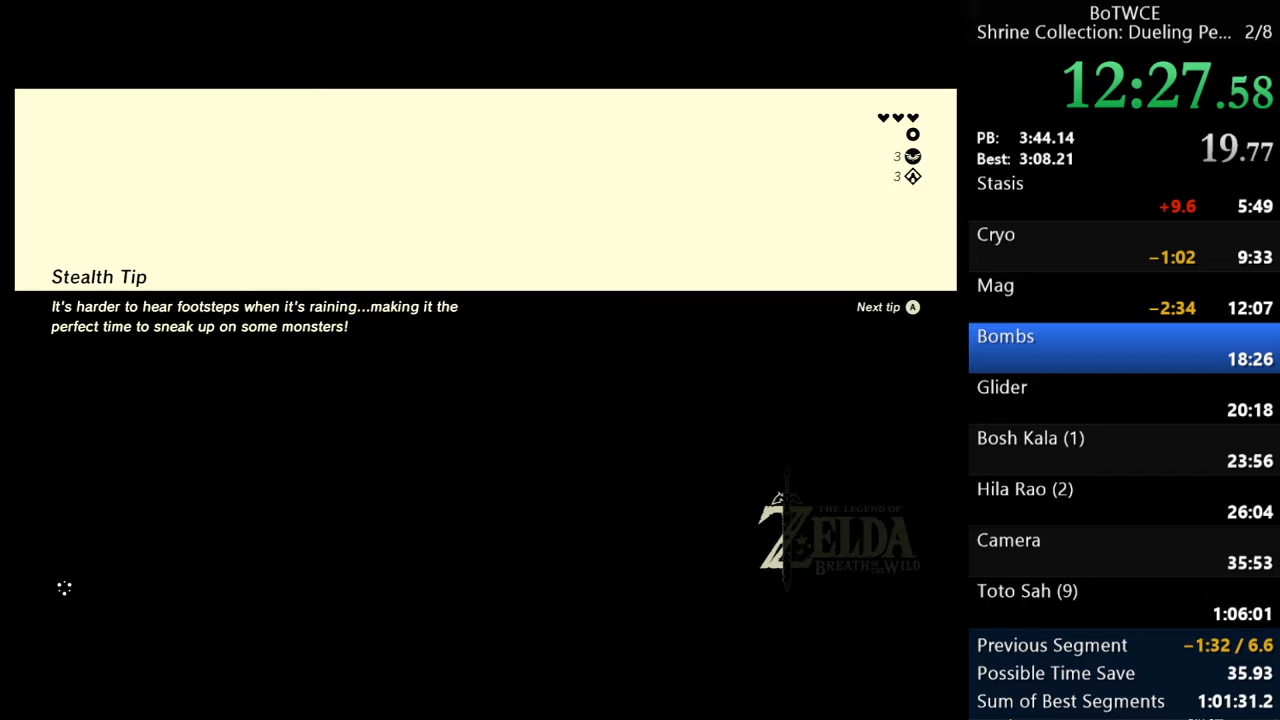 BoTWCE
Shrine Collection: Dueling Pe... 2/8
12:27.58
PB: 3:44.14
Best: 3:08.21
19.77
3
3
Stealth Tip
It's harder to hear footsteps when it's raining...making it the
perfect time to sneak up on some monsters!
Next tip A
THE LEGEND OF
ZELDA
BREATH OF THE WILD
Stasis
+9.6 5:49
Cryo
−1:02 9:33
Mag
−2:34 12:07
Bombs
18:26
Glider
20:18
Bosh Kala (1)
23:56
Hila Rao (2)
26:04
Camera
35:53
Toto Sah (9)
1:06:01
Previous Segment −1:32 / 6.6
Possible Time Save 35.93
Sum of Best Segments 1:01:31.2